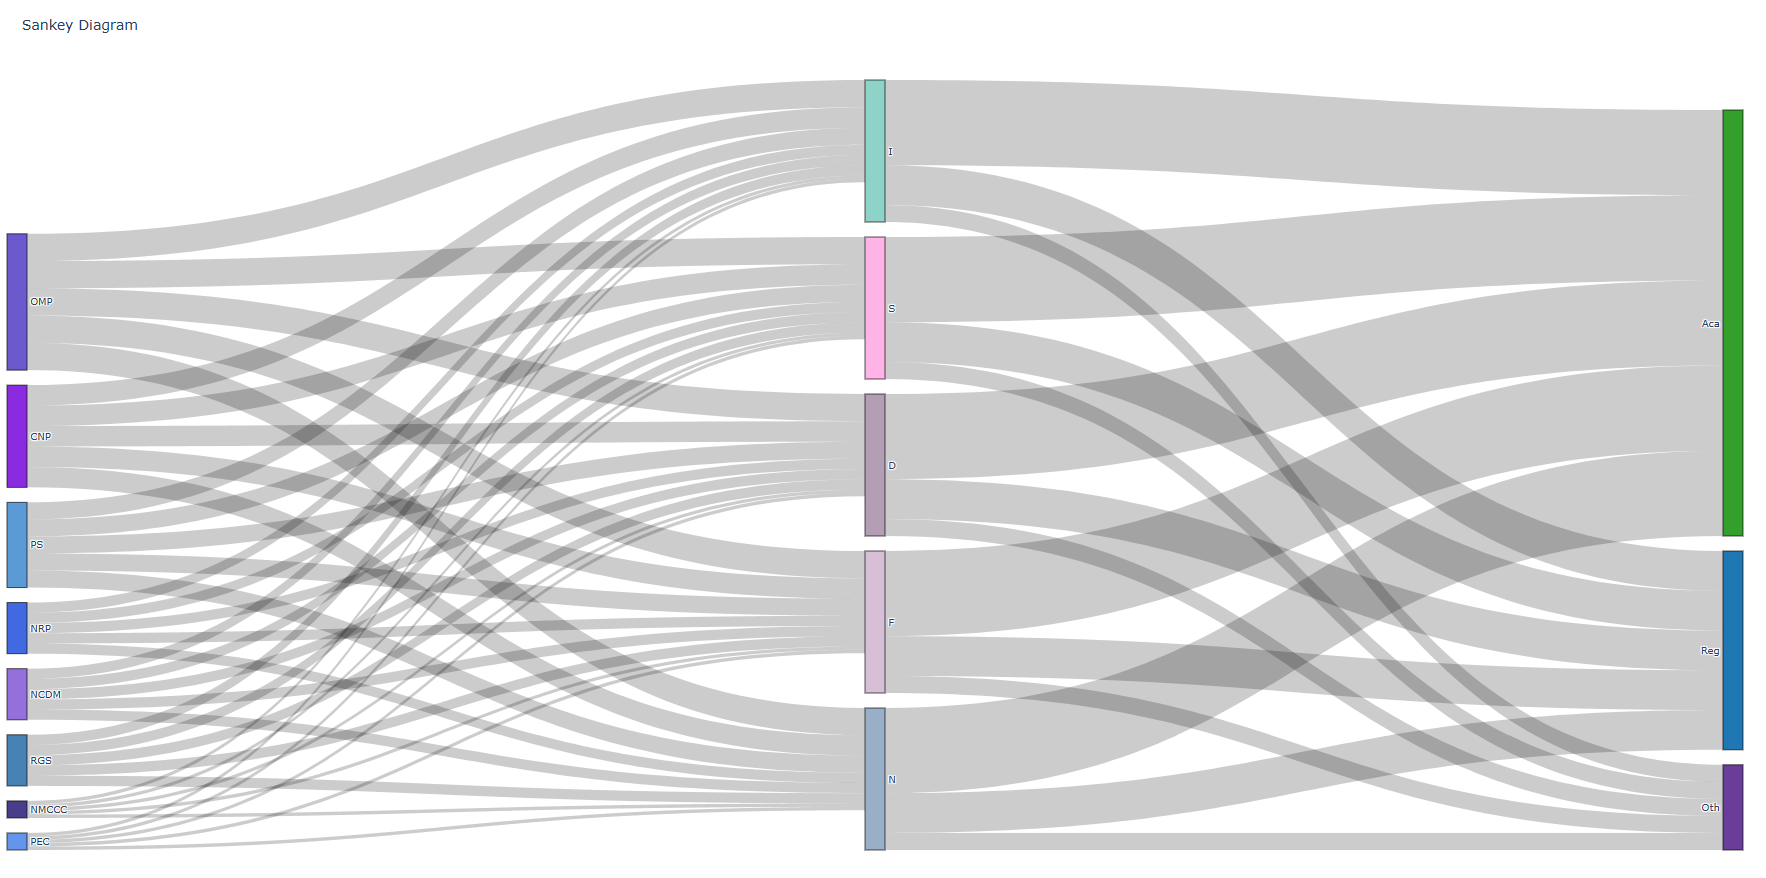 Sankey Diagram
OMP
CNP
PS
NRP
NCDM
RGS
NMCCC
PEC
I
S
D
F
N
Aca
Reg
Oth